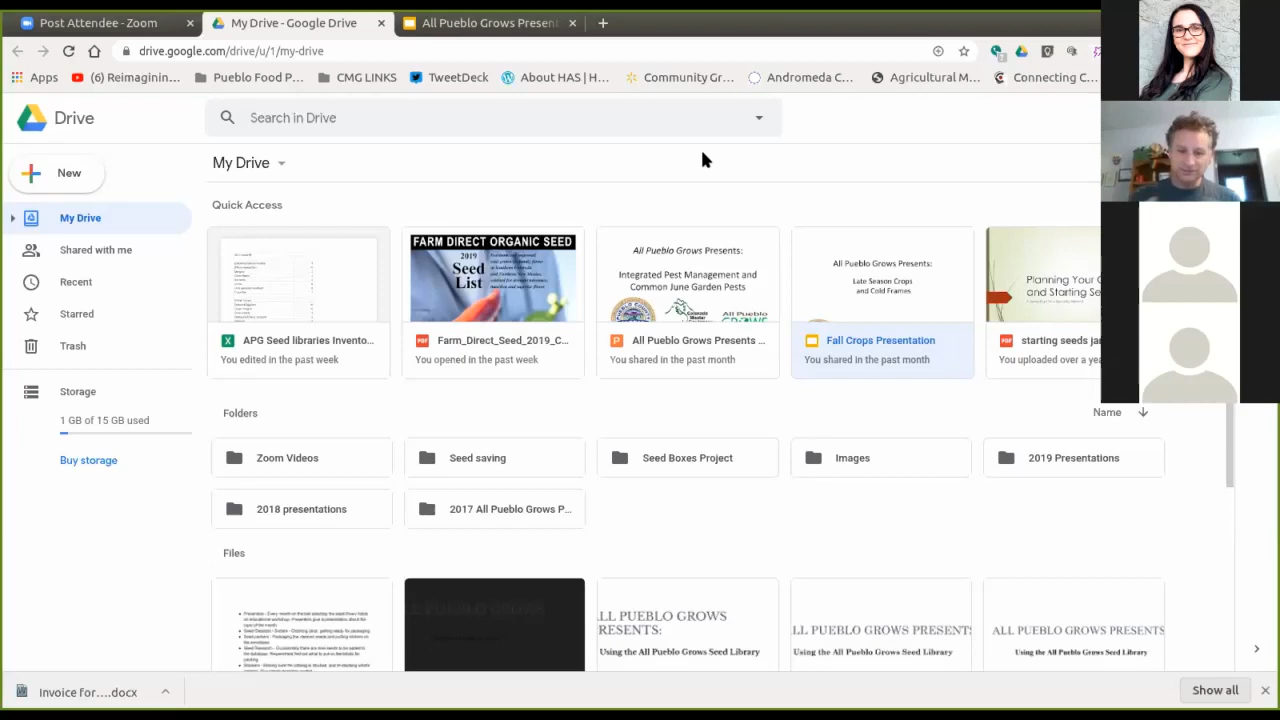 Post Attendee - Zoom
My Drive - Google Drive
All Pueblo Grows Present
drive.google.com/drive/u/1/my-drive
Apps
(6) Reimaginin...
Pueblo Food P...
CMG LINKS
TweetDeck
About HAS | H...
Community Gr...
Andromeda C...
Agricultural M...
Connecting C...
Drive
Search in Drive
New
My Drive
My Drive
Shared with me
Recent
Starred
Trash
Storage
1 GB of 15 GB used
Buy storage
Quick Access
FARM DIRECT ORGANIC SEED
2019
Seed
List
All Pueblo Grows Presents:
Integrated Pest Management and
Common June Garden Pests
All Pueblo
GROWS
All Pueblo Grows Presents:
Late Season Crops
and Cold Frames
Planning Your G
and Starting Se
APG Seed libraries Invento...
You edited in the past week
Farm_Direct_Seed_2019_C...
You opened in the past week
All Pueblo Grows Presents ...
You shared in the past month
Fall Crops Presentation
You shared in the past month
starting seeds ja
You uploaded over a yea
Folders
Name
Zoom Videos
Seed saving
Seed Boxes Project
Images
2019 Presentations
2018 presentations
2017 All Pueblo Grows P...
Files
ALL PUEBLO GROWS
PRESENTS:
Using the All Pueblo Grows Seed Library
LL PUEBLO GROWS PRESENT
Using the All Pueblo Grows Seed Library
ALL PUEBLO GROWS PRESENTS
Using the All Pueblo Grows Seed Library
Invoice for....docx
Show all